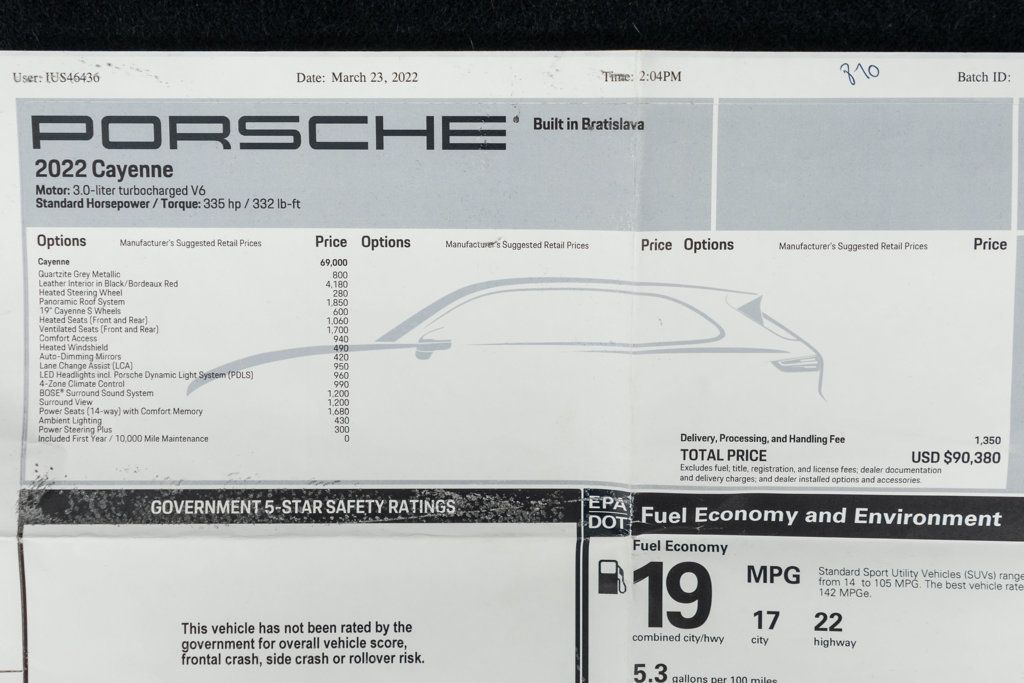 User: IUS46436 Date: March 23, 2022 Time: 2:04PM 810 Batch ID:
PORSCHE® Built in Bratislava
2022 Cayenne
Motor: 3.0-liter turbocharged V6
Standard Horsepower / Torque: 335 hp / 332 lb-ft
Options Manufacturer's Suggested Retail Prices Price Options Manufacturer's Suggested Retail Prices Price Options Manufacturer's Suggested Retail Prices Price
Cayenne 69,000
Quartzite Grey Metallic 800
Leather Interior in Black/Bordeaux Red 4,180
Heated Steering Wheel 280
Panoramic Roof System 1,850
19" Cayenne S Wheels 600
Heated Seats (Front and Rear) 1,060
Ventilated Seats (Front and Rear) 1,700
Comfort Access 940
Heated Windshield 490
Auto-Dimming Mirrors 420
Lane Change Assist (LCA) 950
LED Headlights incl. Porsche Dynamic Light System (PDLS) 960
4-Zone Climate Control 990
BOSE® Surround Sound System 1,200
Surround View 1,200
Power Seats (14-way) with Comfort Memory 1,680
Ambient Lighting 430
Power Steering Plus 300
Included First Year / 10,000 Mile Maintenance 0
Delivery, Processing, and Handling Fee 1,350
TOTAL PRICE USD $90,380
Excludes fuel; title, registration, and license fees; dealer documentation
and delivery charges; and dealer installed options and accessories.
GOVERNMENT 5-STAR SAFETY RATINGS
This vehicle has not been rated by the
government for overall vehicle score,
frontal crash, side crash or rollover risk.
EPA
DOT
Fuel Economy and Environment
Fuel Economy
19 MPG
combined city/hwy
17 22
city highway
Standard Sport Utility Vehicles (SUVs) range
from 14 to 105 MPG. The best vehicle rate
142 MPGe.
5.3 gallons per 100 miles